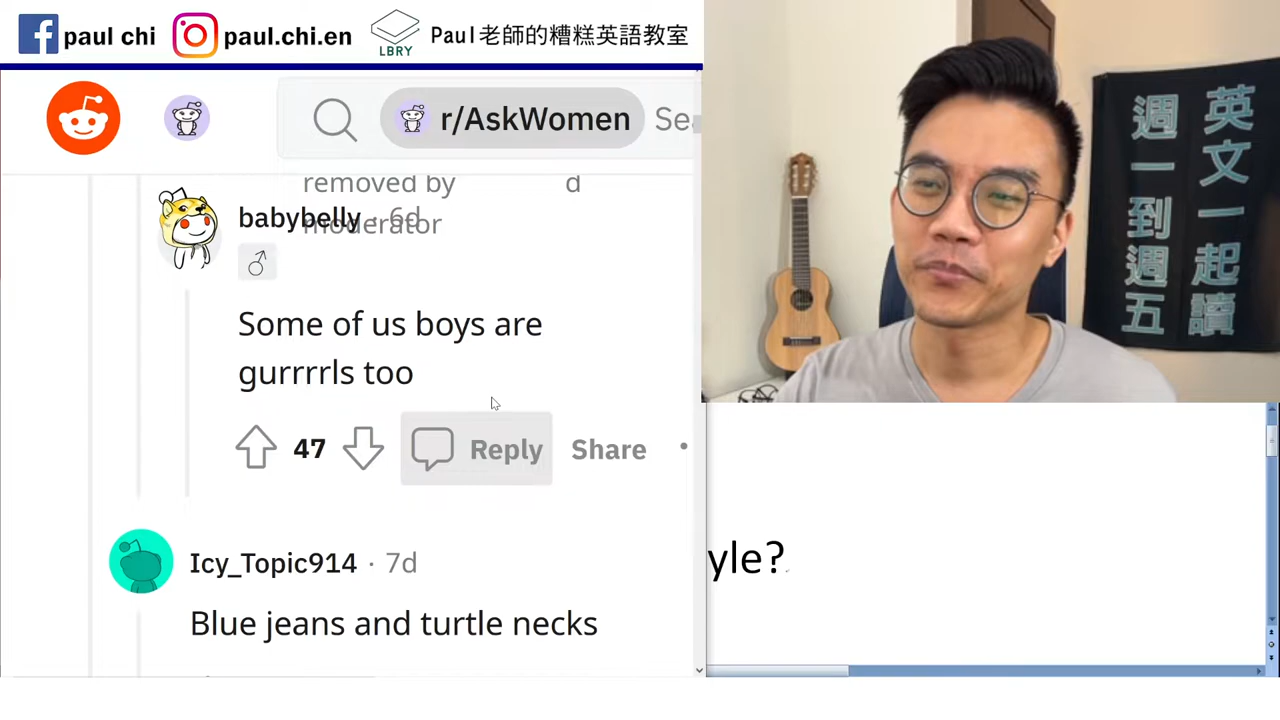 paul chi
paul.chi.en
LBRY
Paul老師的糟糕英語教室
r/AskWomen
removed by
d
babybelly · 6d
moderator
Some of us boys are
gurrrrls too
47
Reply
Share
Icy_Topic914 · 7d
Blue jeans and turtle necks
yle?
英文一起讀
週一到週五